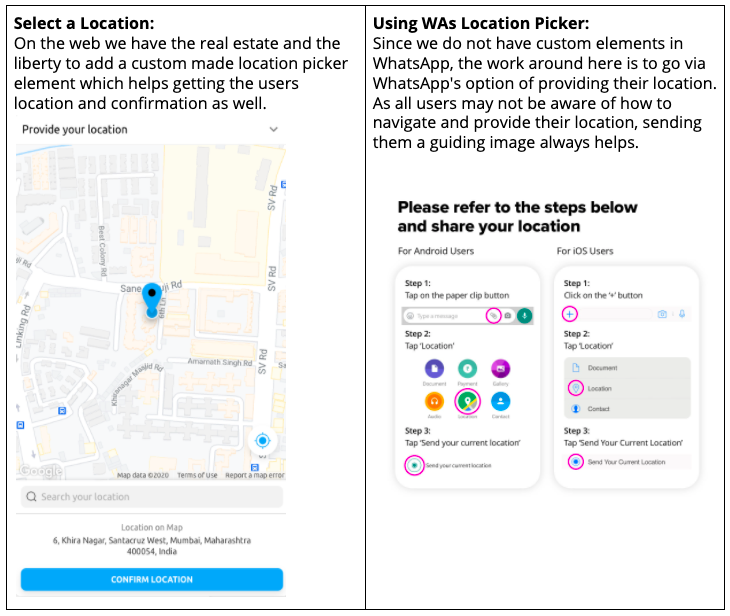 Select a Location:
On the web we have the real estate and the
liberty to add a custom made location picker
element which helps getting the users
location and confirmation as well.
Provide your location
SV Rd
Best Colony Rd
ji Rd
Sane
uji Rd
6th Ln
SV Rd
Linking Rd
Amarnath Singh Rd
Khiranagar Masjid Rd
SV Rd
Google
Map data ©2020 Terms of Use Report a map error
Search your location
Location on Map
6, Khira Nagar, Santacruz West, Mumbai, Maharashtra
400054, India
CONFIRM LOCATION
Using WAs Location Picker:
Since we do not have custom elements in
WhatsApp, the work around here is to go via
WhatsApp's option of providing their location.
As all users may not be aware of how to
navigate and provide their location, sending
them a guiding image always helps.
Please refer to the steps below
and share your location
For Android Users
Step 1:
Tap on the paper clip button
Type a message
Step 2:
Tap 'Location'
Document Payment Gallery
Audio Location Contact
Step 3:
Tap 'Send your current location'
Send your current location
For iOS Users
Step 1:
Click on the '+' button
Step 2:
Tap 'Location'
Document
Location
Contact
Step 3:
Tap 'Send Your Current Location'
Send Your Current Location